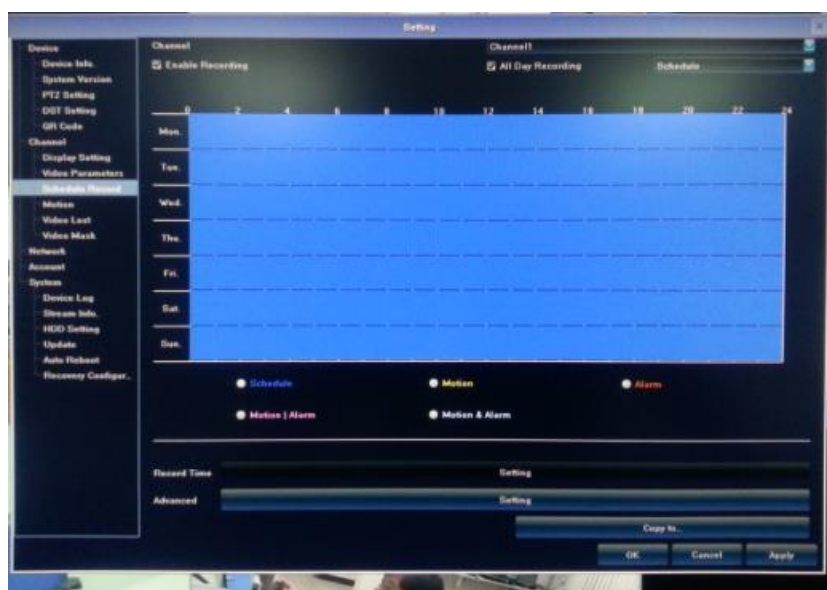 Setting
Device
Device Info.
System Version
PTZ Setting
DST Setting
QR Code
Channel
Display Setting
Video Parameters
Schedule Record
Motion
Video Lost
Video Mask
Network
Account
System
Device Log
Stream Info.
HDD Setting
Update
Auto Reboot
Recovery Configur..
Channel Channel1
Enable Recording All Day Recording Schedule
0 2 4 6 8 10 12 14 16 18 20 22 24
Mon.
Tue.
Wed.
Thu.
Fri.
Sat.
Sun.
Schedule Motion Alarm
Motion | Alarm Motion & Alarm
Record Time Setting
Advanced Setting
Copy to..
OK Cancel Apply